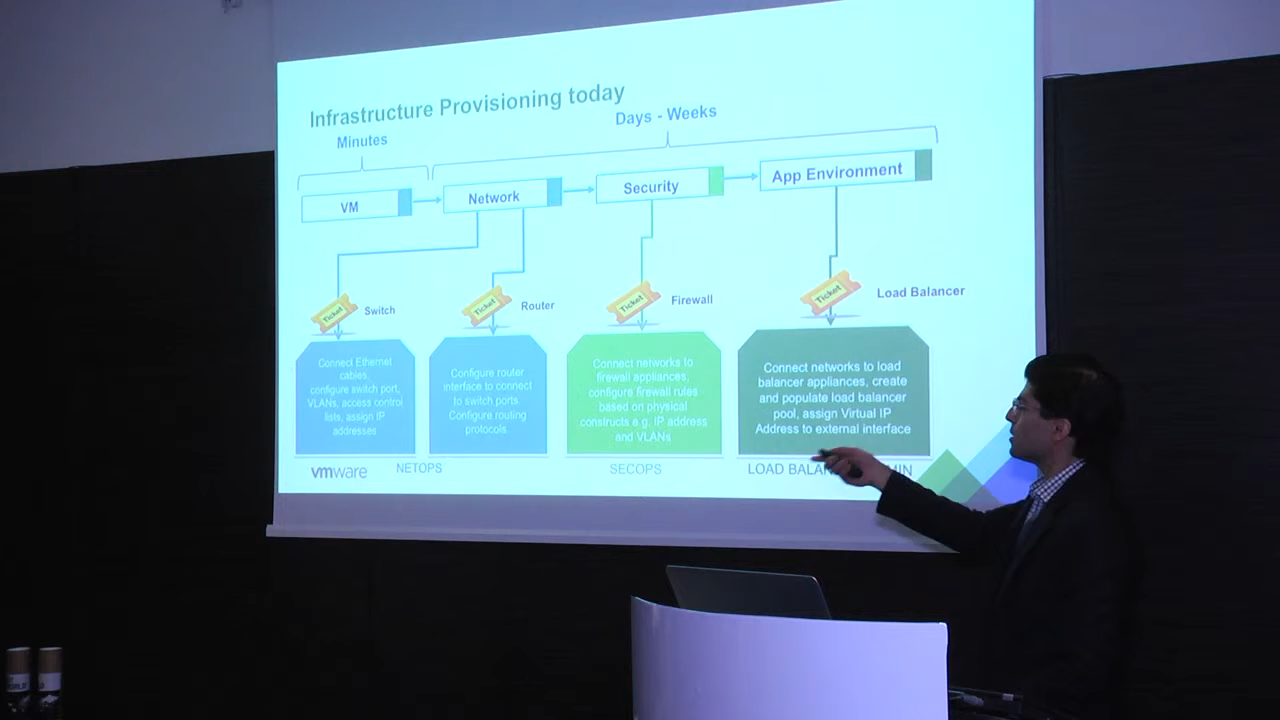 Infrastructure Provisioning today
Minutes
Days - Weeks
VM
Network
Security
App Environment
Ticket
Switch
Ticket
Router
Ticket
Firewall
Ticket
Load Balancer
Connect Ethernet
cables,
configure switch port,
VLANs, access control
lists, assign IP
addresses
Configure router
interface to connect
to switch ports.
Configure routing
protocols.
Connect networks to
firewall appliances,
configure firewall rules
based on physical
constructs e.g. IP address
and VLANs
Connect networks to load
balancer appliances, create
and populate load balancer
pool, assign Virtual IP
Address to external interface
vmware
NETOPS
SECOPS